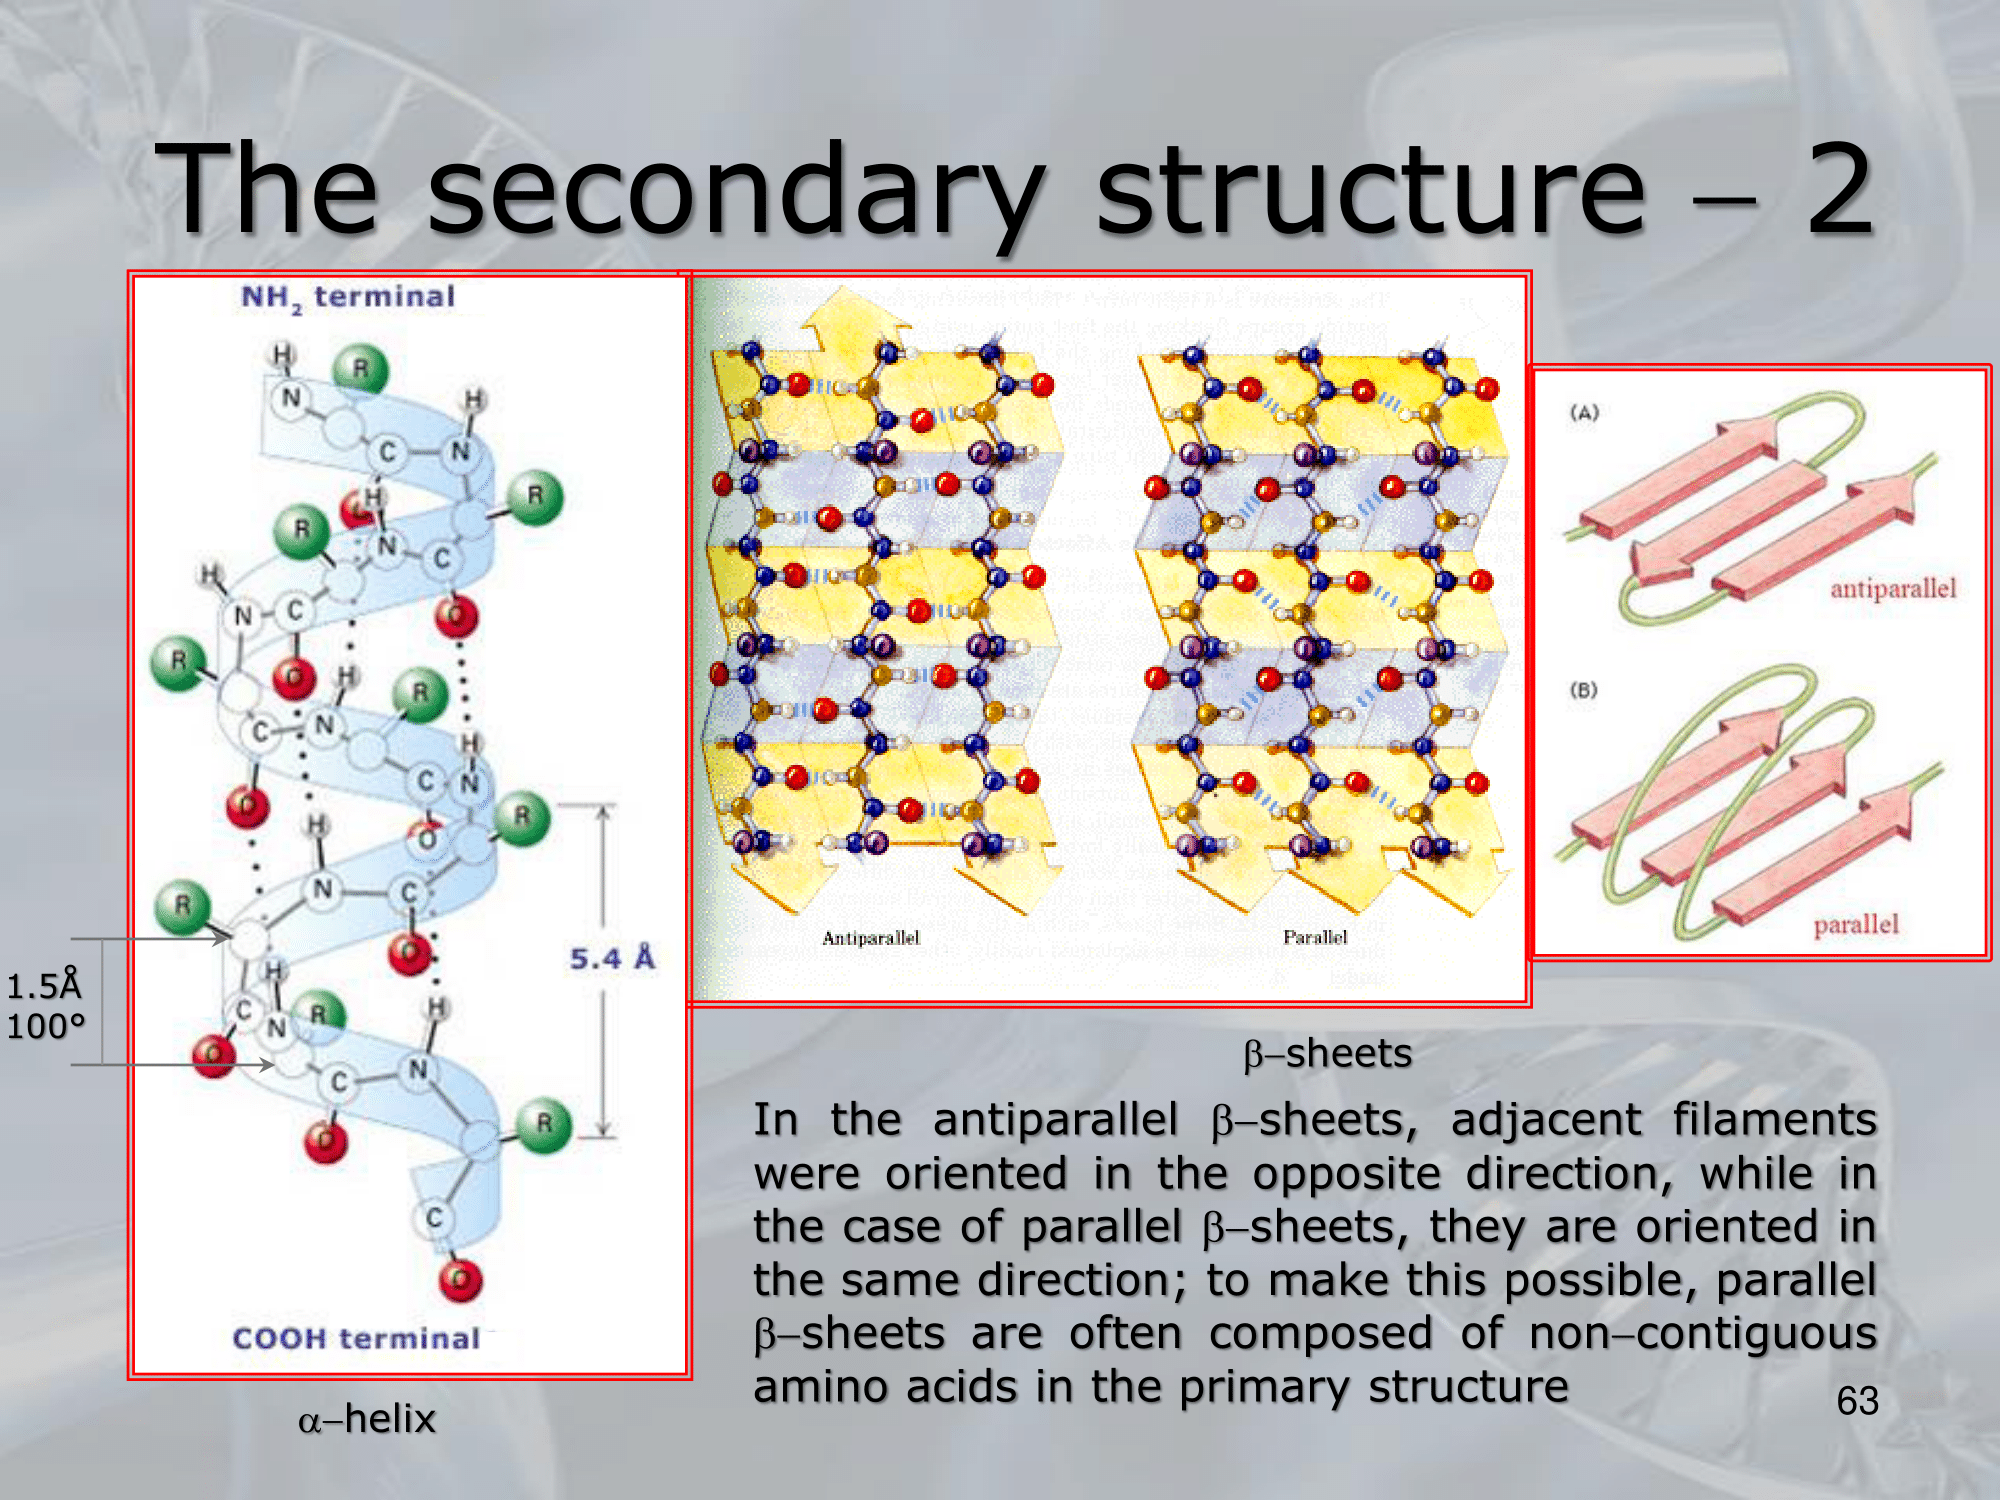 The secondary structure – 2
NH2 terminal
H
R
N
H
C
N
R
H
R
N
C
H
N
C
O
R
O
H
R
N
C
H
C
N
R
O
H
O
5.4 Å
N
C
R
O
1.5Å
100°
H
C
N
R
H
O
C
N
R
O
C
O
COOH terminal
α–helix
Antiparallel
Parallel
(A)
antiparallel
(B)
parallel
β–sheets
In the antiparallel β–sheets, adjacent filaments
were oriented in the opposite direction, while in
the case of parallel β–sheets, they are oriented in
the same direction; to make this possible, parallel
β–sheets are often composed of non–contiguous
amino acids in the primary structure
63